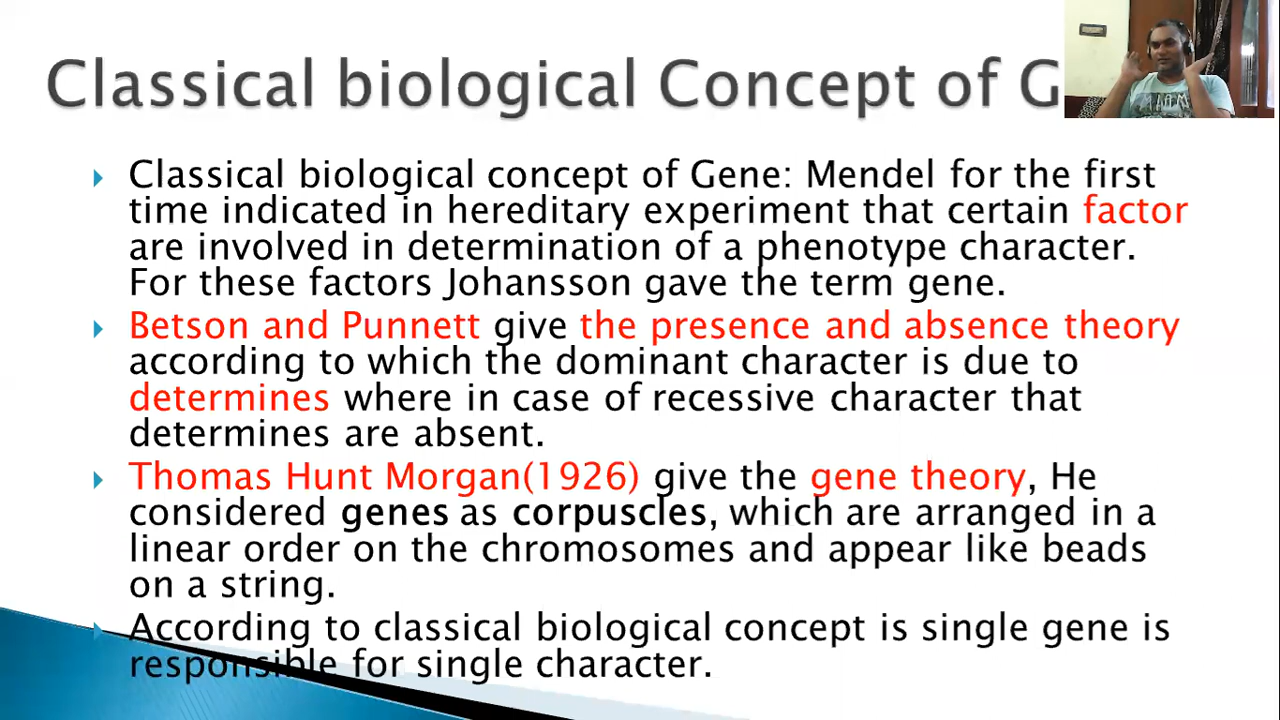 Classical biological Concept of G
Classical biological concept of Gene: Mendel for the first
time indicated in hereditary experiment that certain factor
are involved in determination of a phenotype character.
For these factors Johansson gave the term gene.
Betson and Punnett give the presence and absence theory
according to which the dominant character is due to
determines where in case of recessive character that
determines are absent.
Thomas Hunt Morgan(1926) give the gene theory, He
considered genes as corpuscles, which are arranged in a
linear order on the chromosomes and appear like beads
on a string.
According to classical biological concept is single gene is
responsible for single character.